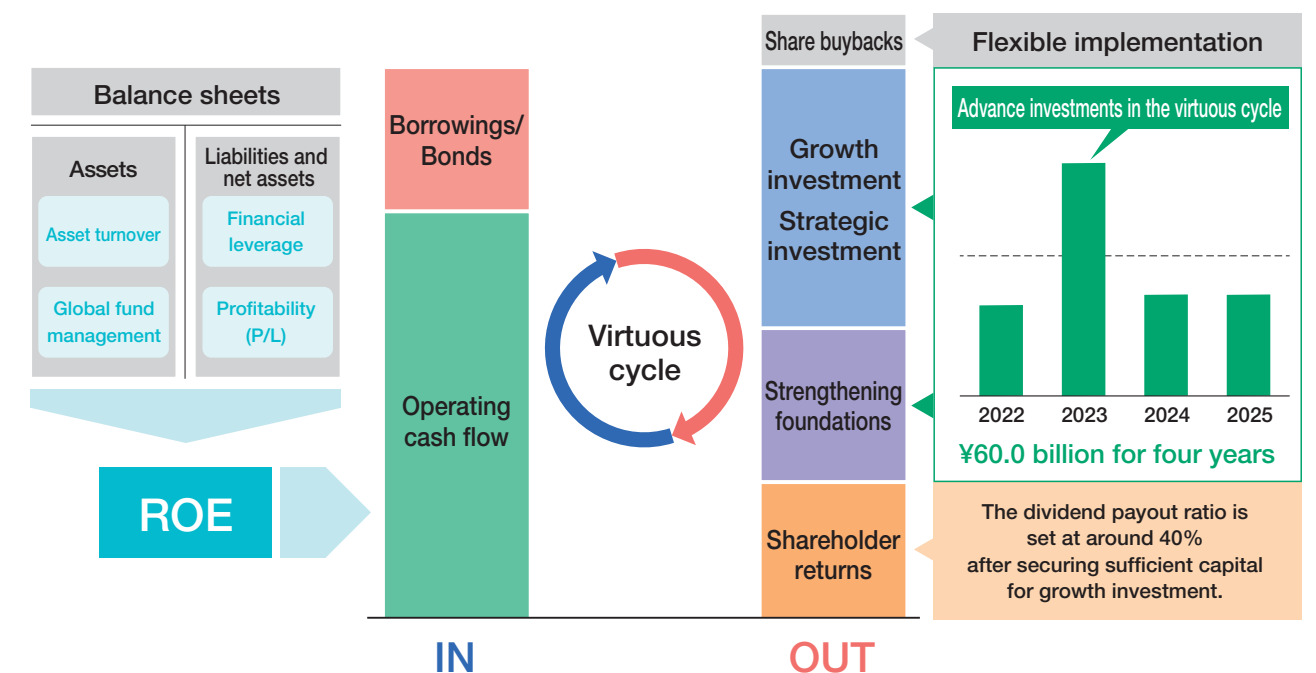 Balance sheets
Assets
Asset turnover
Global fund
management
Liabilities and
net assets
Financial
leverage
Profitability
(P/L)
ROE
Borrowings/
Bonds
Operating
cash flow
IN
Virtuous
cycle
Share buybacks
Growth
investment
Strategic
investment
Strengthening
foundations
Shareholder
returns
OUT
Flexible implementation
Advance investments in the virtuous cycle
2022 2023 2024 2025
¥60.0 billion for four years
The dividend payout ratio is
set at around 40%
after securing sufficient capital
for growth investment.